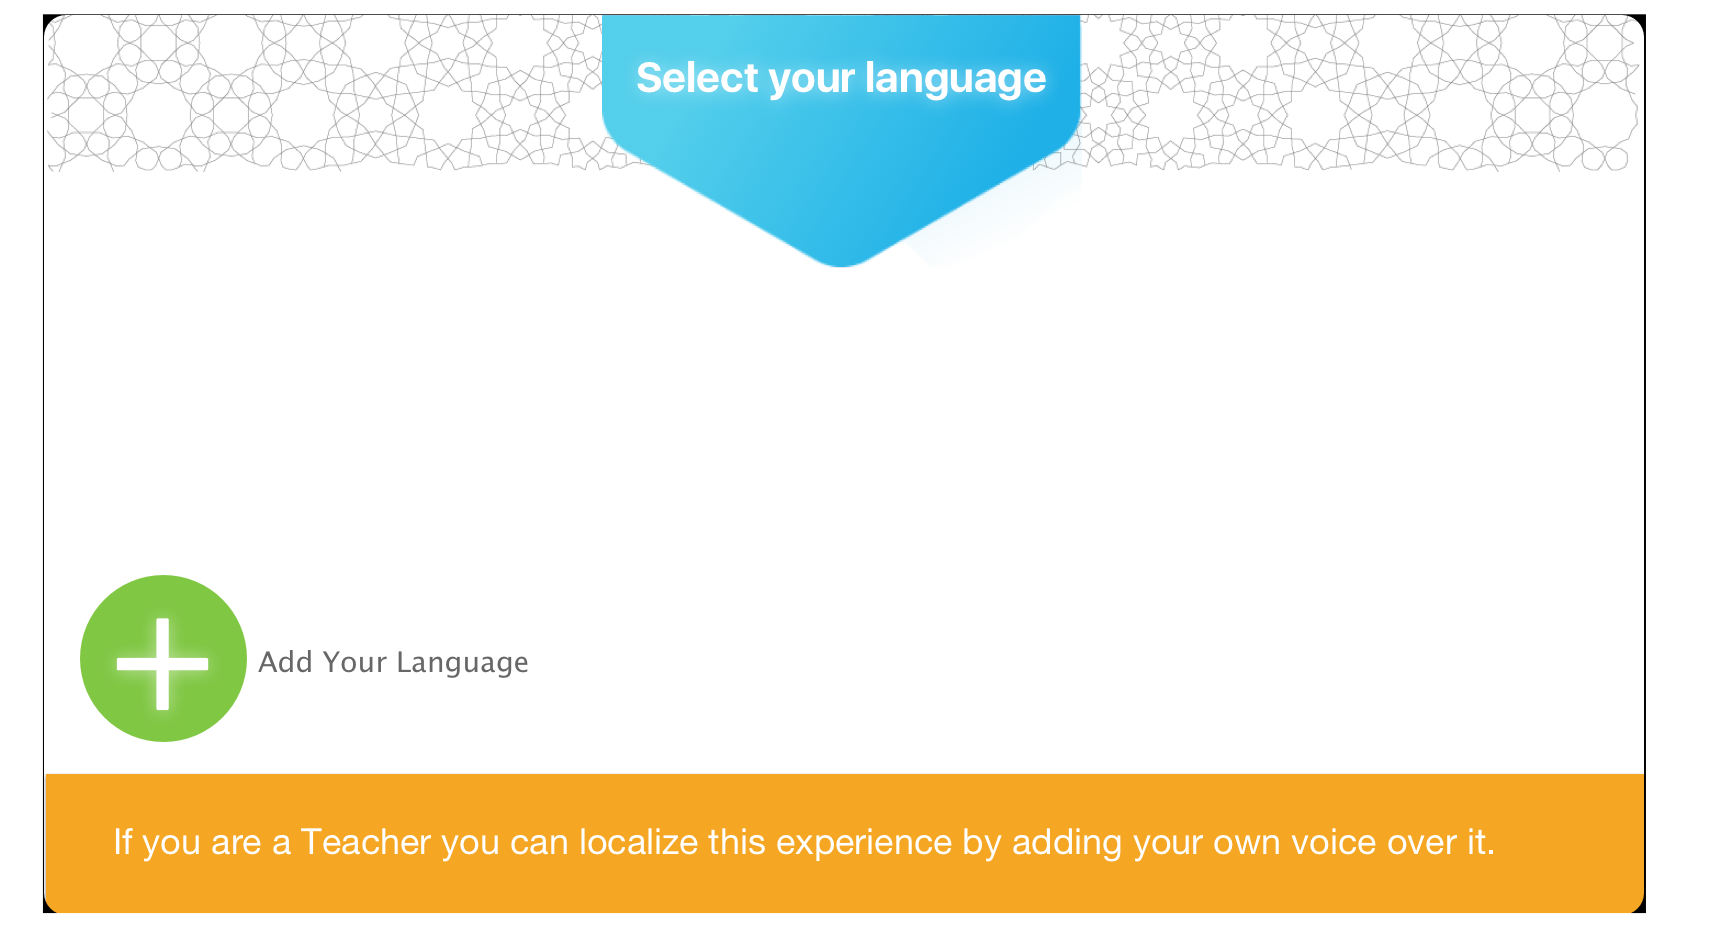 Select your language
Add Your Language
If you are a Teacher you can localize this experience by adding your own voice over it.